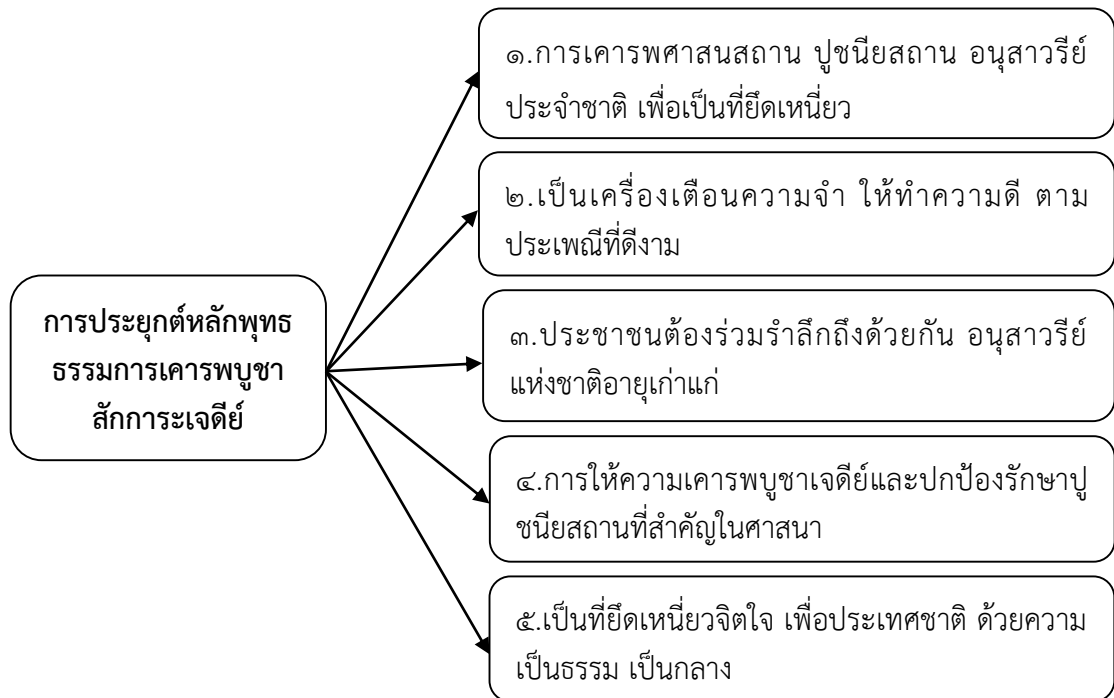 การประยุกต์หลักพุทธ
ธรรมการเคารพบูชา
สักการะเจดีย์
๑.การเคารพศาสนสถาน ปูชนียสถาน อนุสาวรีย์
ประจำชาติ เพื่อเป็นที่ยึดเหนี่ยว
๒.เป็นเครื่องเตือนความจำ ให้ทำความดี ตาม
ประเพณีที่ดีงาม
๓.ประชาชนต้องร่วมรำลึกถึงด้วยกัน อนุสาวรีย์
แห่งชาติอายุเก่าแก่
๔.การให้ความเคารพบูชาเจดีย์และปกป้องรักษาปู
ชนียสถานที่สำคัญในศาสนา
๕.เป็นที่ยึดเหนี่ยวจิตใจ เพื่อประเทศชาติ ด้วยความ
เป็นธรรม เป็นกลาง